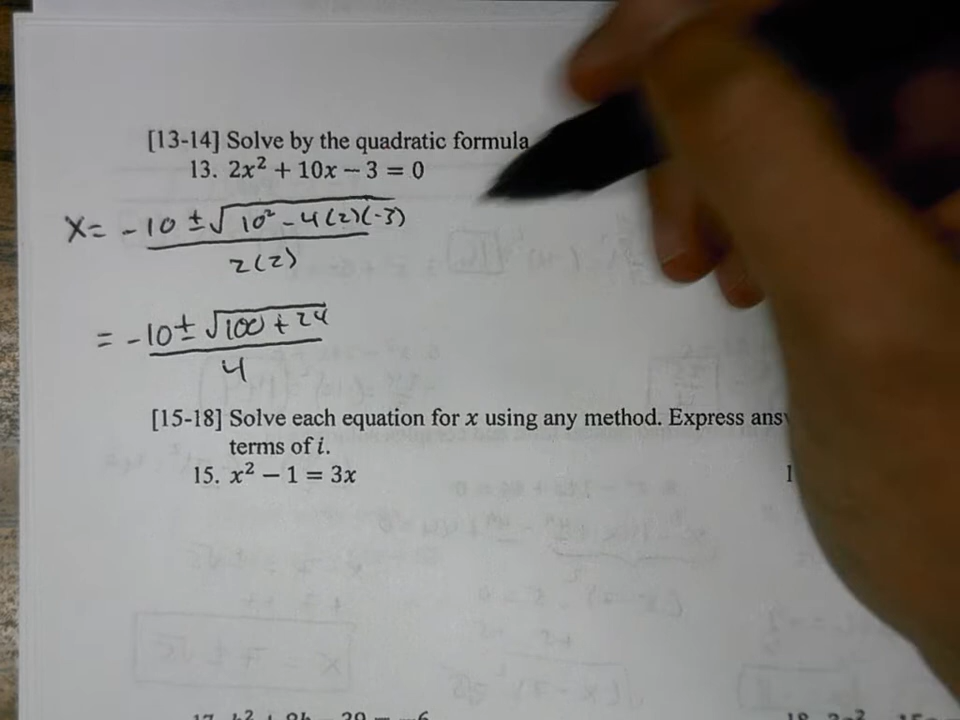 [13-14] Solve by the quadratic formula
13. 2x² + 10x − 3 = 0
X = -10 ± √10² - 4(2)(-3)
2(2)
= -10 ± √100 + 24
4
[15-18] Solve each equation for x using any method. Express
terms of i.
15. x² − 1 = 3x